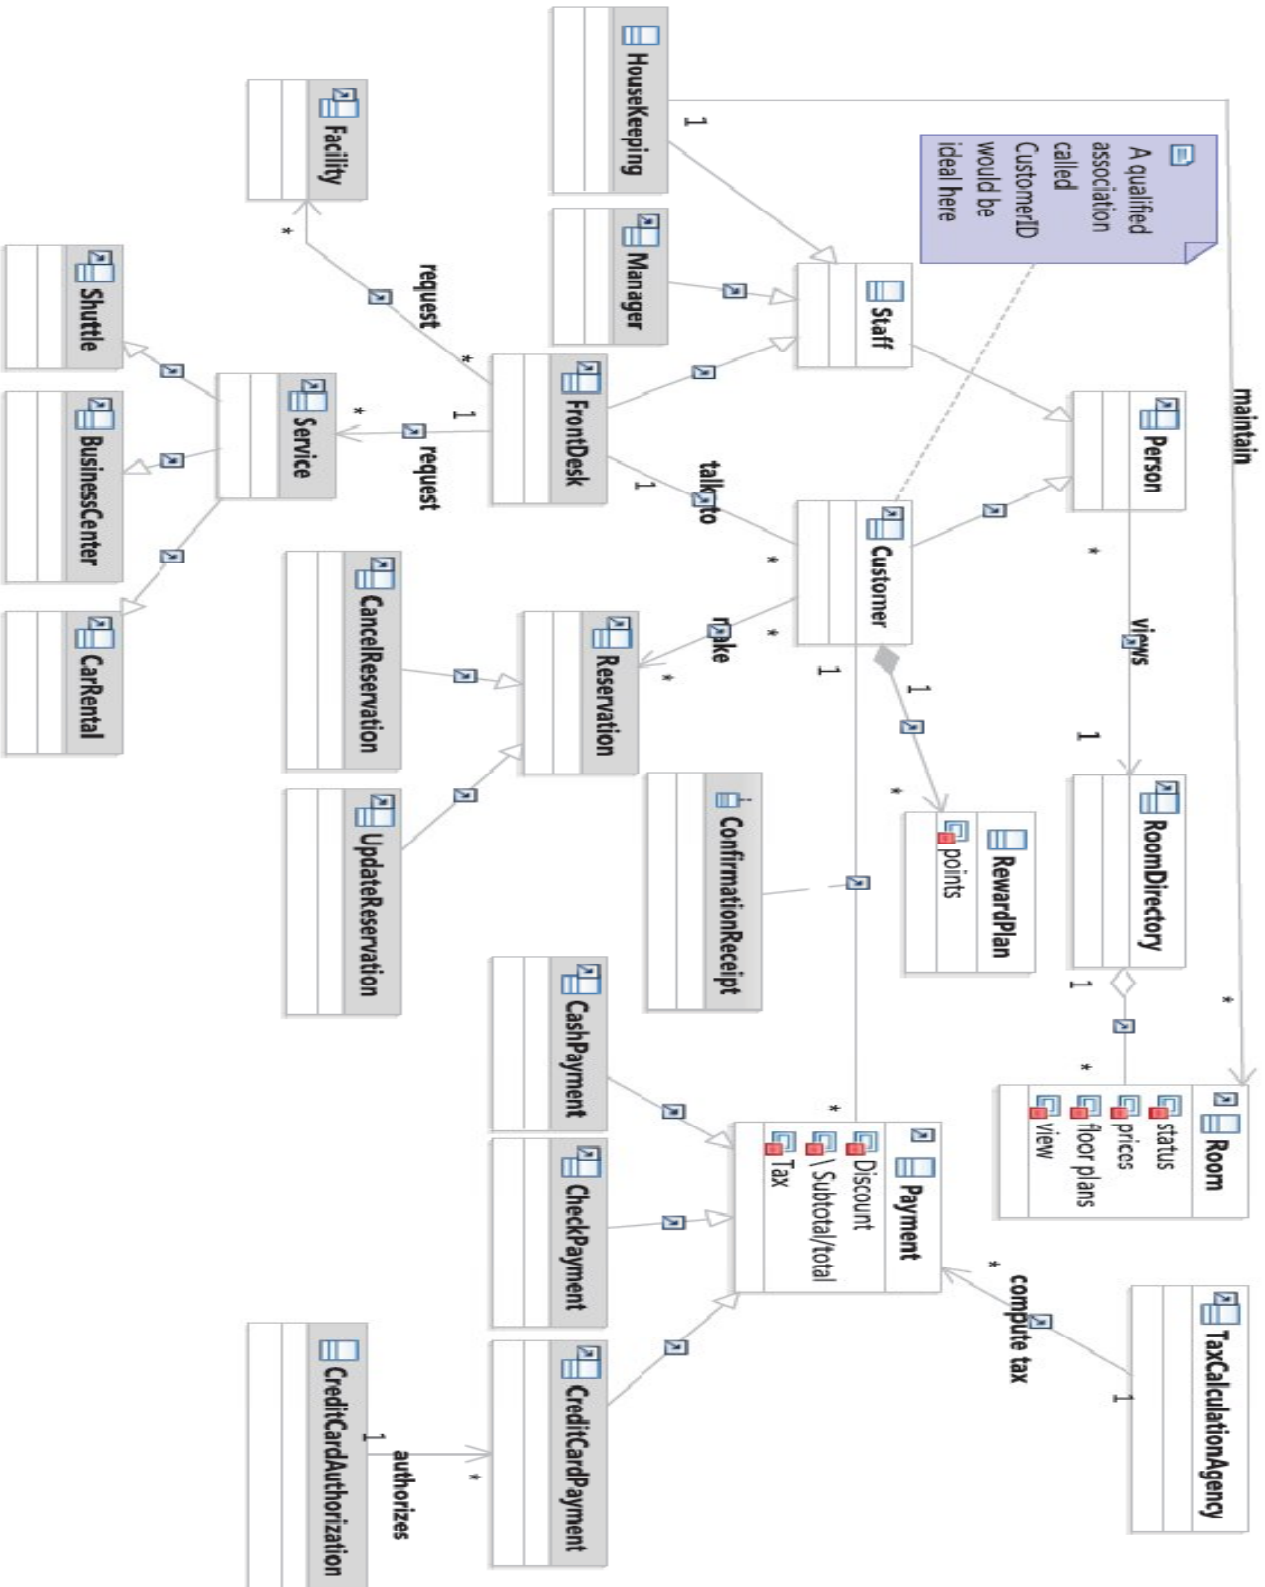 maintain
*
A qualified
association
called
CustomerID
would be
ideal here
Person
*
views
1
RoomDirectory
1
*
Room
status
prices
floor plans
view
TaxCalculationAgency
1
compute tax
*
HouseKeeping
1
Manager
Staff
Customer
1
*
RewardPlan
points
1
*
Payment
Discount
\ Subtotal/total
Tax
talk to
1
*
make
*
*
ConfirmationReceipt
FrontDesk
Reservation
CashPayment
CheckPayment
CreditCardPayment
request
*
*
1
request
*
Facility
Service
CancelReservation
UpdateReservation
*
authorizes
1
CreditCardAuthorization
Shuttle
BusinessCenter
CarRental